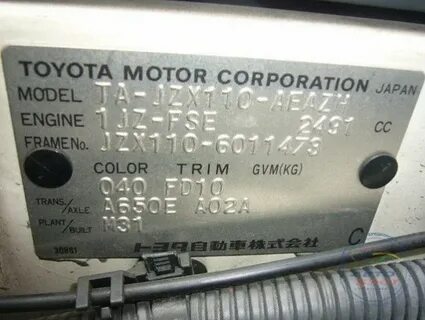 TOYOTA MOTOR CORPORATION JAPAN
MODEL TA-JZX110-AEAZH
ENGINE 1JZ-FSE 2491 CC
FRAME No. JZX110-6011473
COLOR TRIM GVM(KG)
040 FD10
TRANS./AXLE A650E A02A
PLANT/BUILT M31
トヨタ自動車株式会社
30881 C